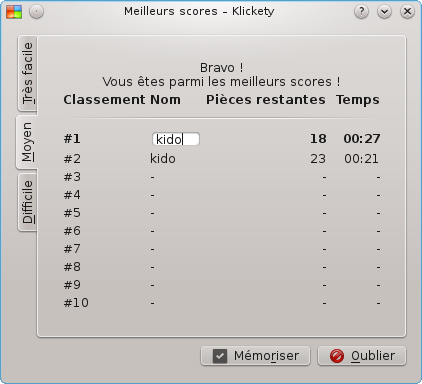 Meilleurs scores – Klickety
Très facile
Moyen
Difficile
Bravo !
Vous êtes parmi les meilleurs scores !
Classement Nom Pièces restantes Temps
#1 kido 18 00:27
#2 kido 23 00:21
#3 - - -
#4 - - -
#5 - - -
#6 - - -
#7 - - -
#8 - - -
#9 - - -
#10 - - -
Mémoriser Oublier